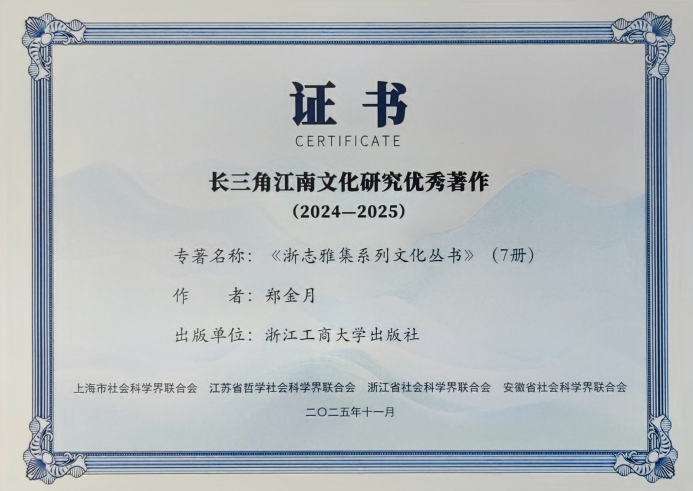 证书
CERTIFICATE
长三角江南文化研究优秀著作
（2024—2025）
专著名称：《浙志雅集系列文化丛书》（7册）
作　　者：郑金月
出版单位：浙江工商大学出版社
上海市社会科学界联合会　江苏省哲学社会科学界联合会　浙江省社会科学界联合会　安徽省社会科学界联合会
二〇二五年十一月